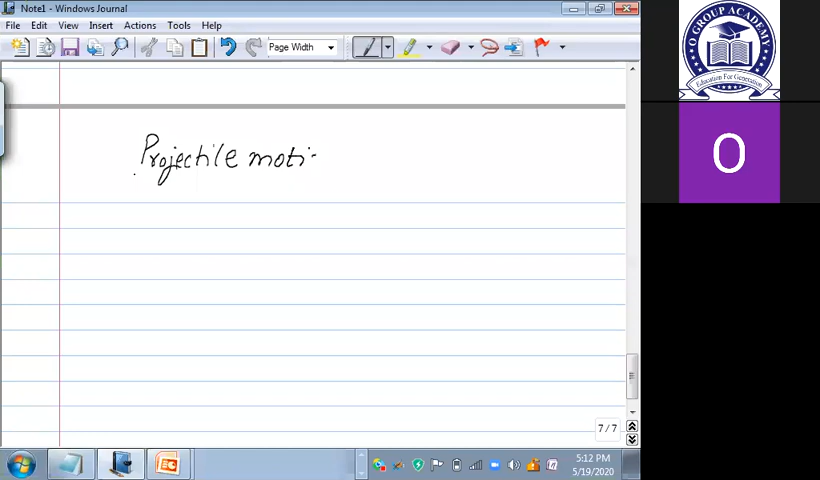 Note1 - Windows Journal
File Edit View Insert Actions Tools Help
Page Width
Projectile moti
7 / 7
5:12 PM
5/19/2020
O GROUP ACADEMY
Education For Generation
O